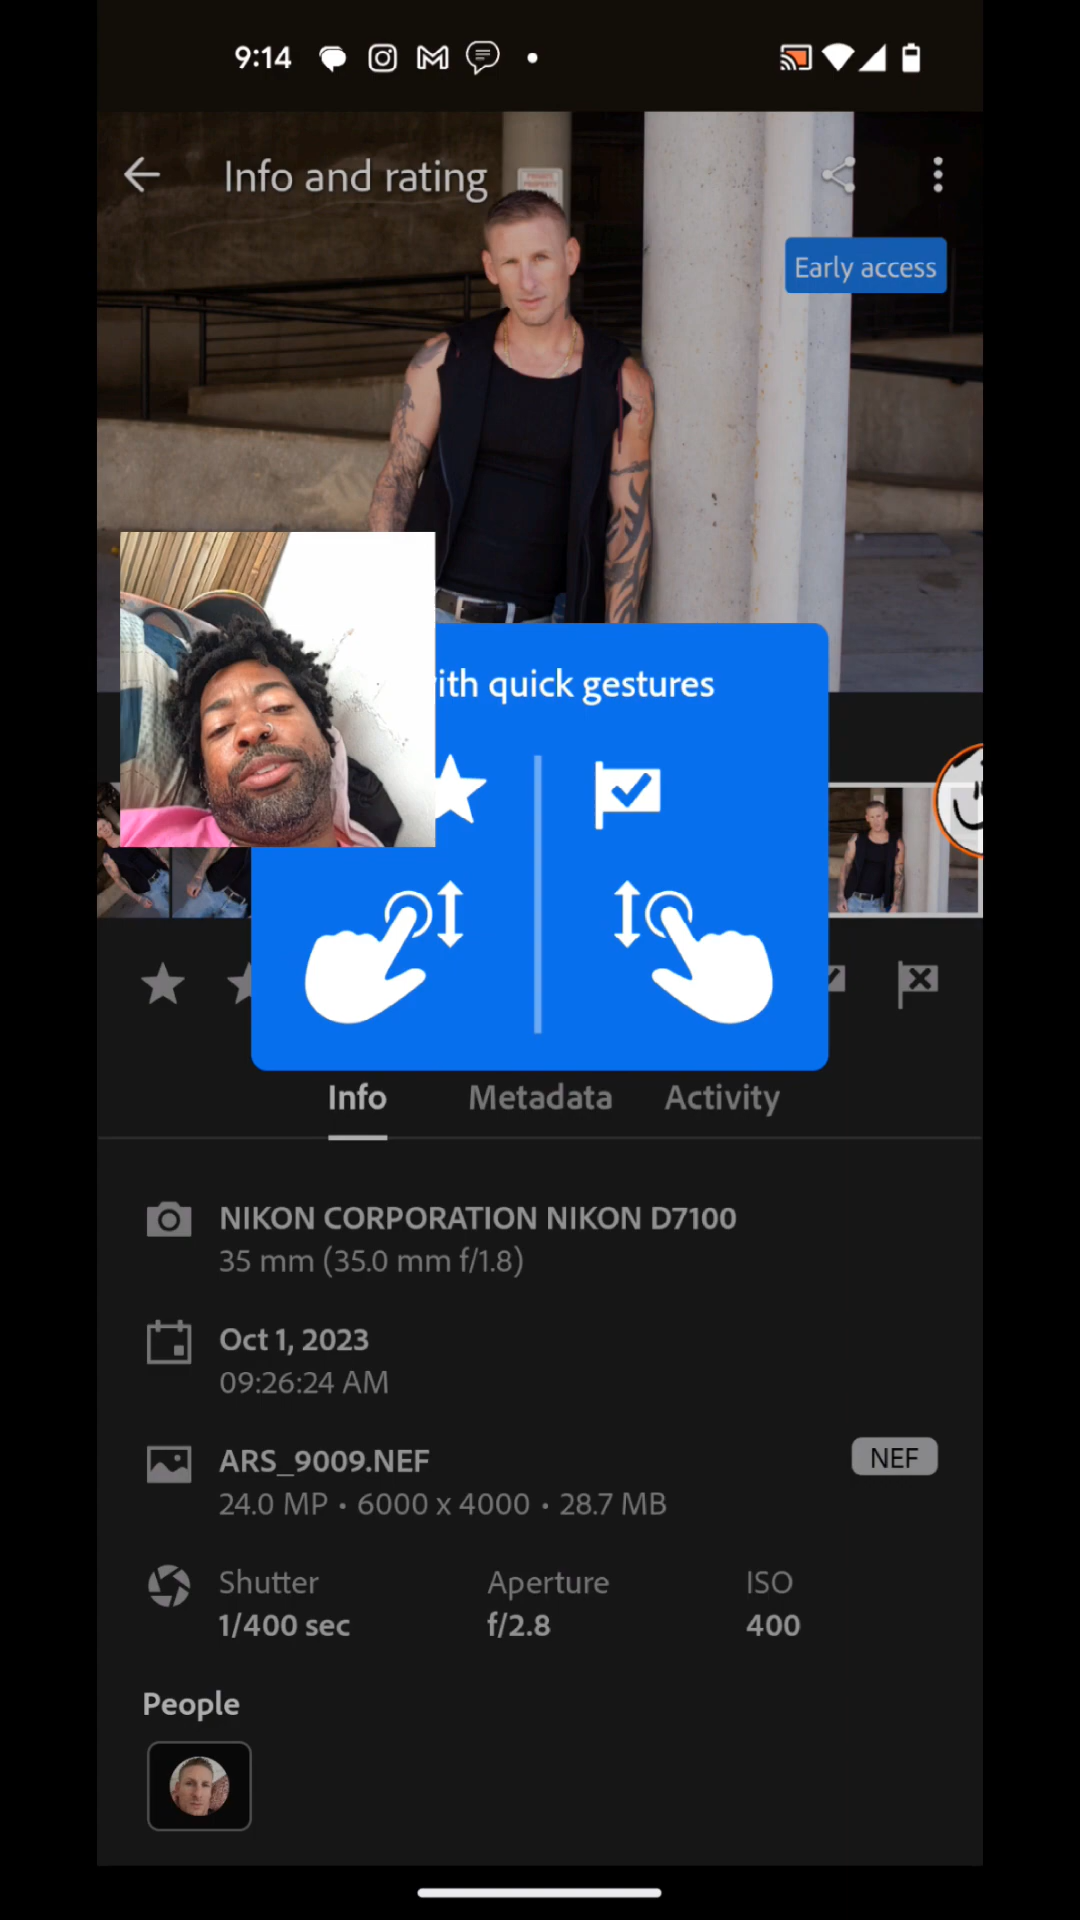 9:14
Info and rating
PRIVATE
PROPERTY
Early access
ith quick gestures
Info
Metadata
Activity
NIKON CORPORATION NIKON D7100
35 mm (35.0 mm f/1.8)
Oct 1, 2023
09:26:24 AM
ARS_9009.NEF
NEF
24.0 MP • 6000 x 4000 • 28.7 MB
Shutter
Aperture
ISO
1/400 sec
f/2.8
400
People